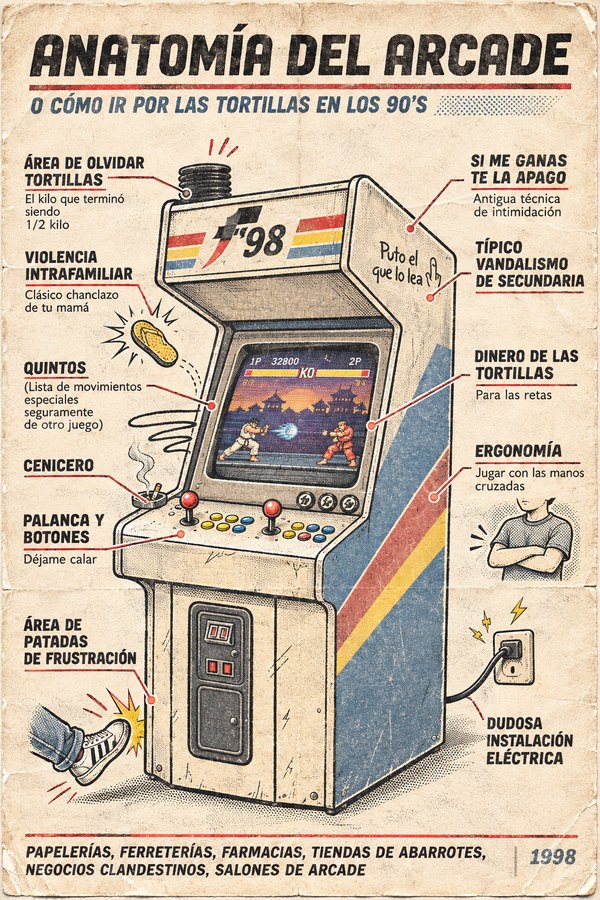 ANATOMÍA DEL ARCADE
O CÓMO IR POR LAS TORTILLAS EN LOS 90'S
ÁREA DE OLVIDAR
TORTILLAS
El kilo que terminó
siendo
1/2 kilo
VIOLENCIA
INTRAFAMILIAR
Clásico chanclazo
de tu mamá
QUINTOS
(Lista de movimientos
especiales
seguramente
de otro juego)
CENICERO
PALANCA Y
BOTONES
Déjame calar
ÁREA DE
PATADAS
DE FRUSTRACIÓN
"98
Puto el
que lo lea
1P 32800 2P
KO
SI ME GANAS
TE LA APAGO
Antigua técnica
de intimidación
TÍPICO
VANDALISMO
DE SECUNDARIA
DINERO DE LAS
TORTILLAS
Para las retas
ERGONOMÍA
Jugar con las manos
cruzadas
DUDOSA
INSTALACIÓN
ELÉCTRICA
PAPELERÍAS, FERRETERÍAS, FARMACIAS, TIENDAS DE ABARROTES,
NEGOCIOS CLANDESTINOS, SALONES DE ARCADE
1998